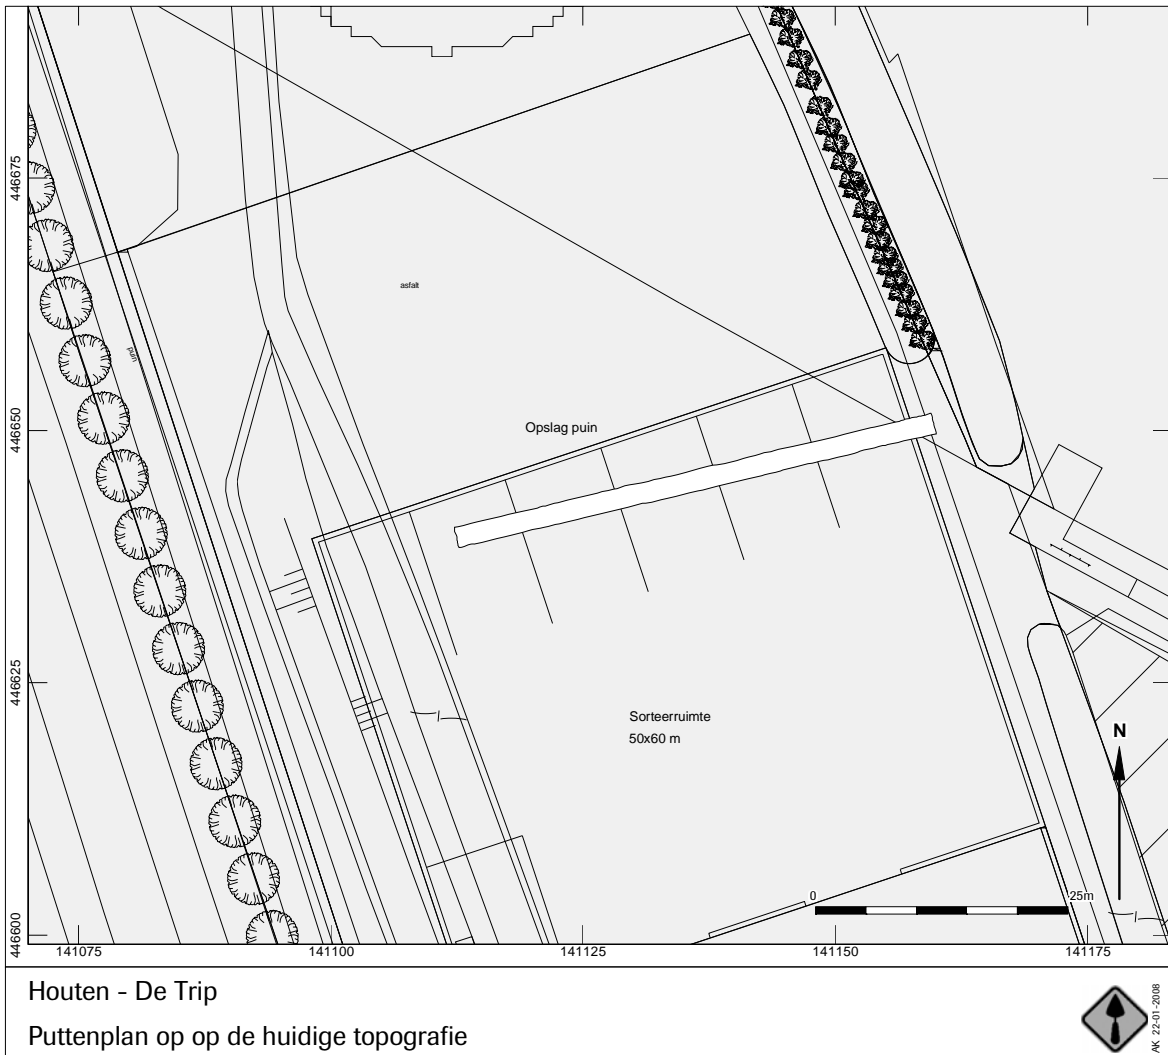 446675
446650
446625
446600
asfalt
puin
Opslag puin
Sorteerruimte
50x60 m
N
0
25m
141075
141100
141125
141150
141175
Houten - De Trip
Puttenplan op op de huidige topografie
AK 22-01-2008